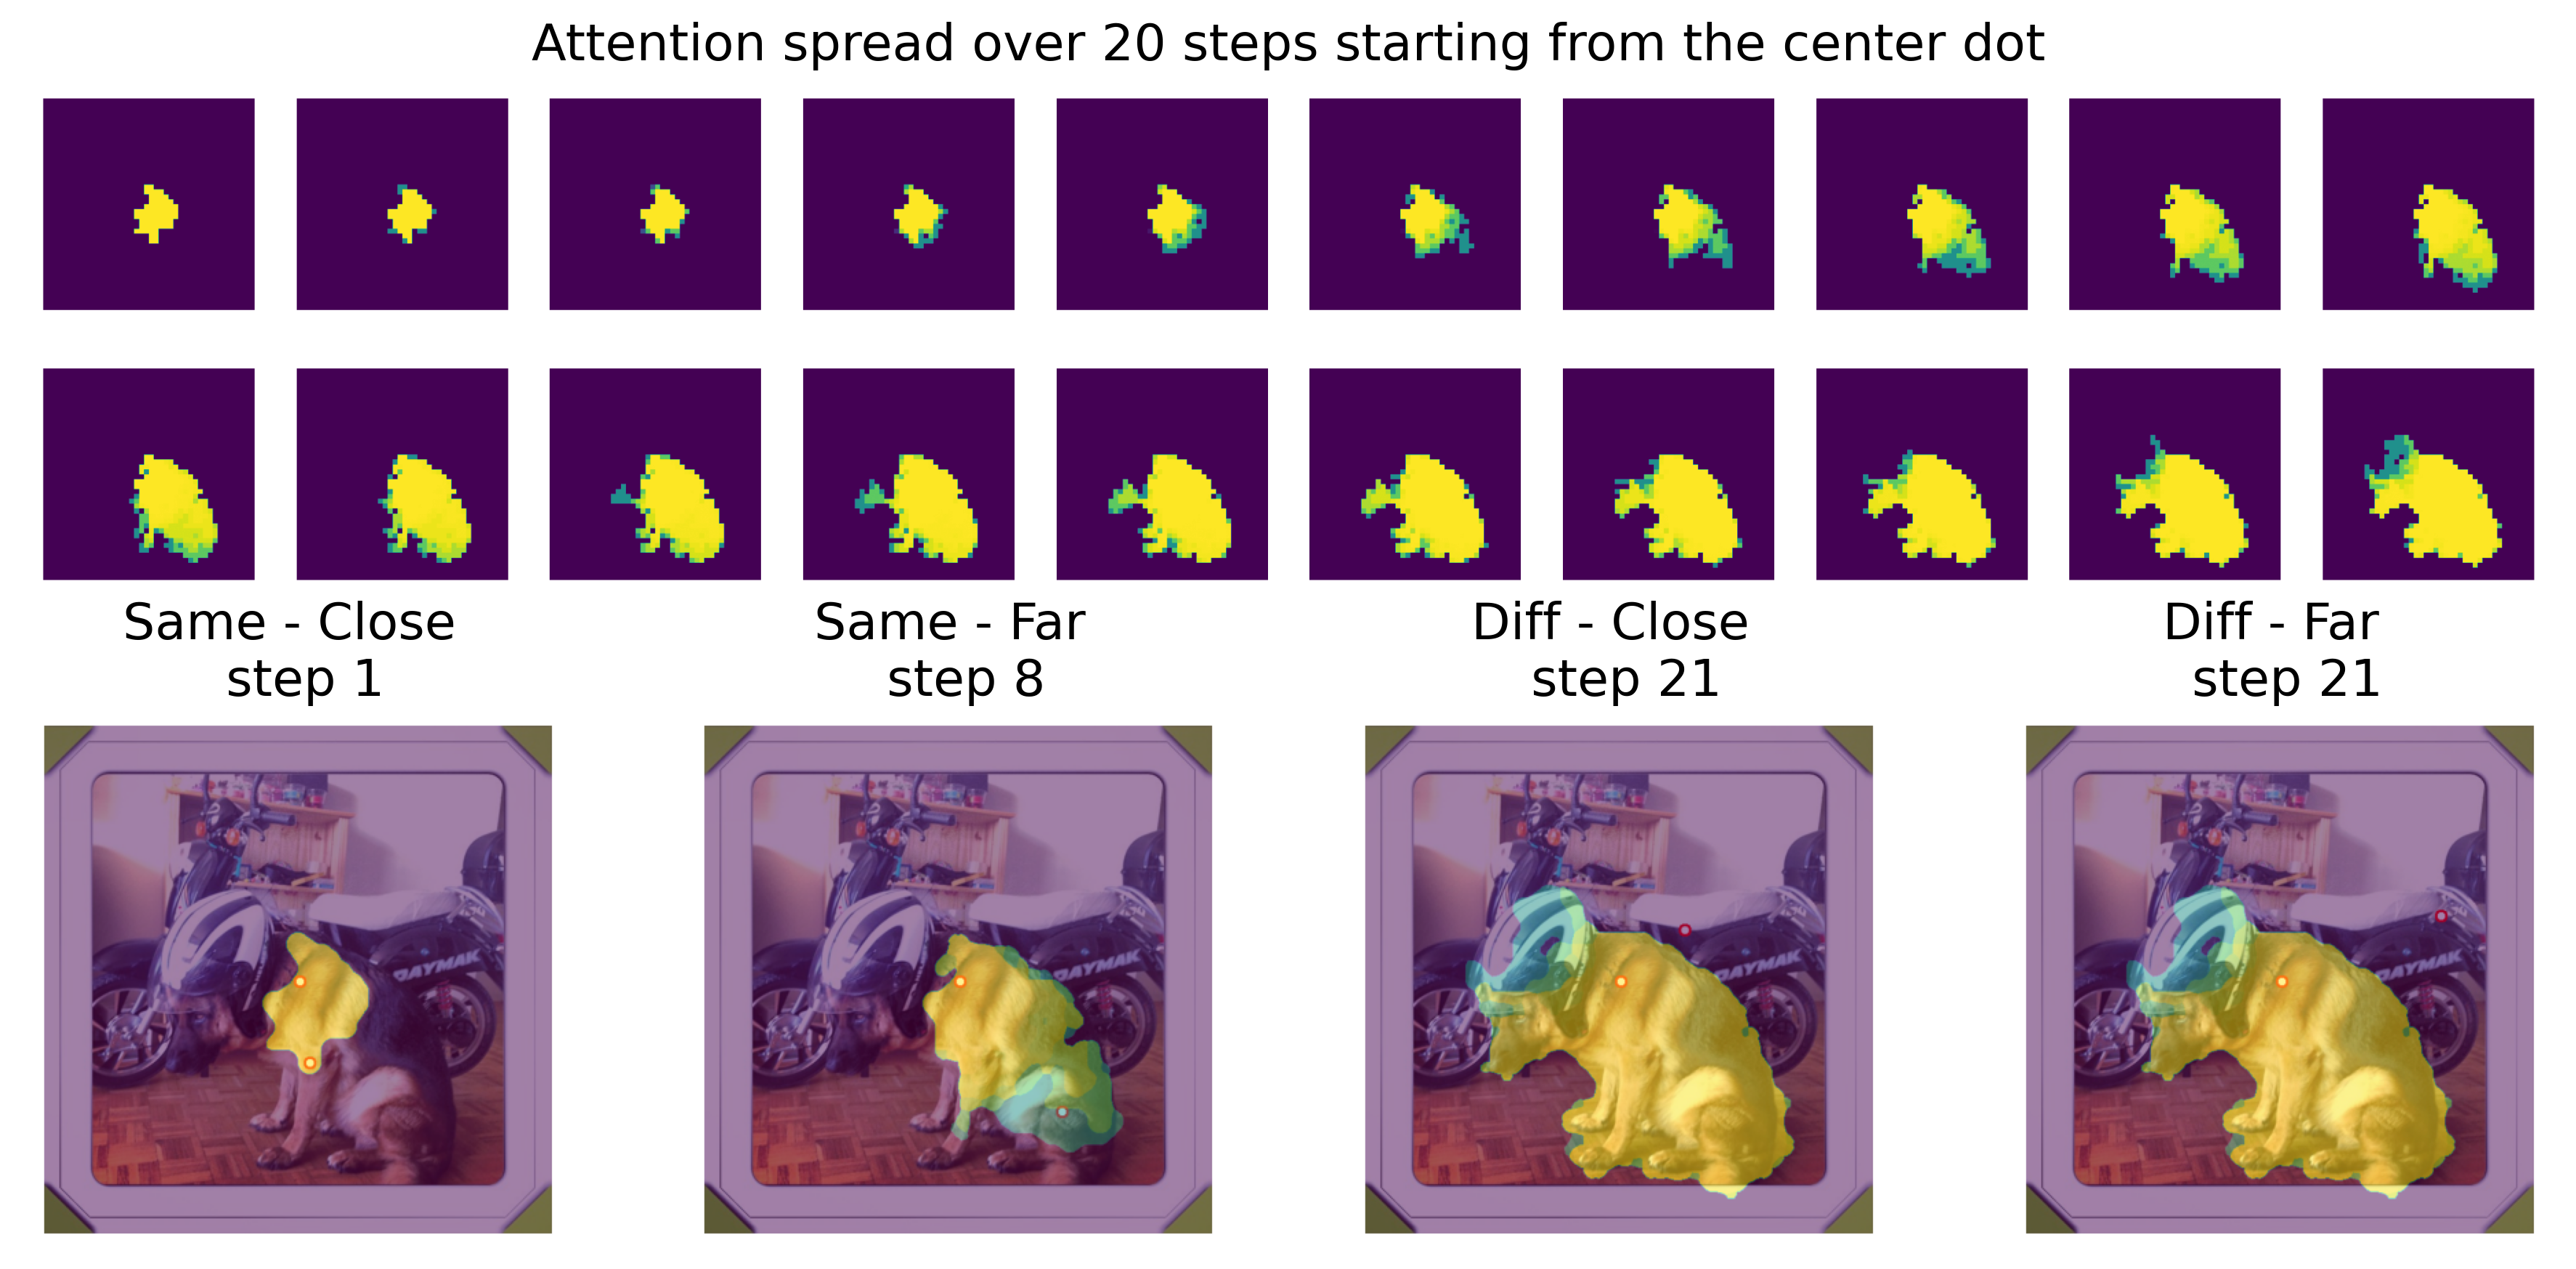 Attention spread over 20 steps starting from the center dot
Same - Close
step 1
Same - Far
step 8
Diff - Close
step 21
Diff - Far
step 21
DAYMAK
DAYMAK
DAYMAK
DAYMAK